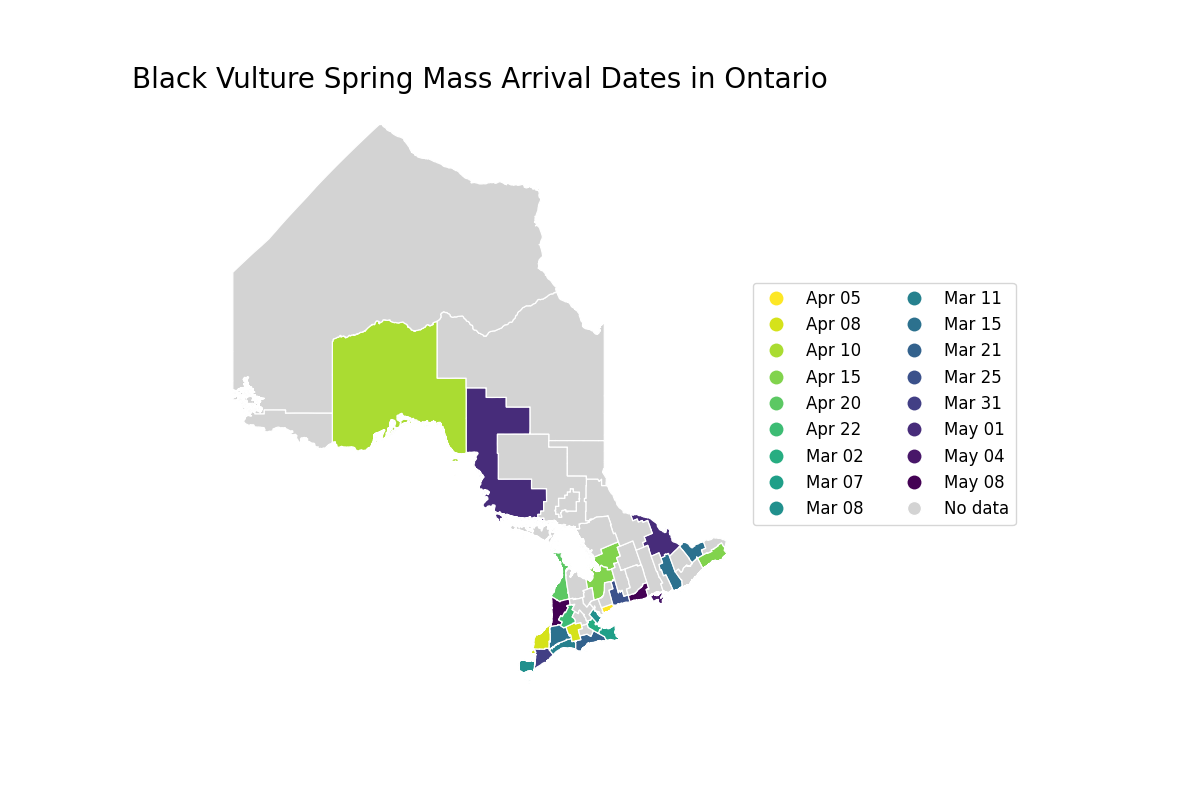 Black Vulture Spring Mass Arrival Dates in Ontario
Apr 05
Apr 08
Apr 10
Apr 15
Apr 20
Apr 22
Mar 02
Mar 07
Mar 08
Mar 11
Mar 15
Mar 21
Mar 25
Mar 31
May 01
May 04
May 08
No data